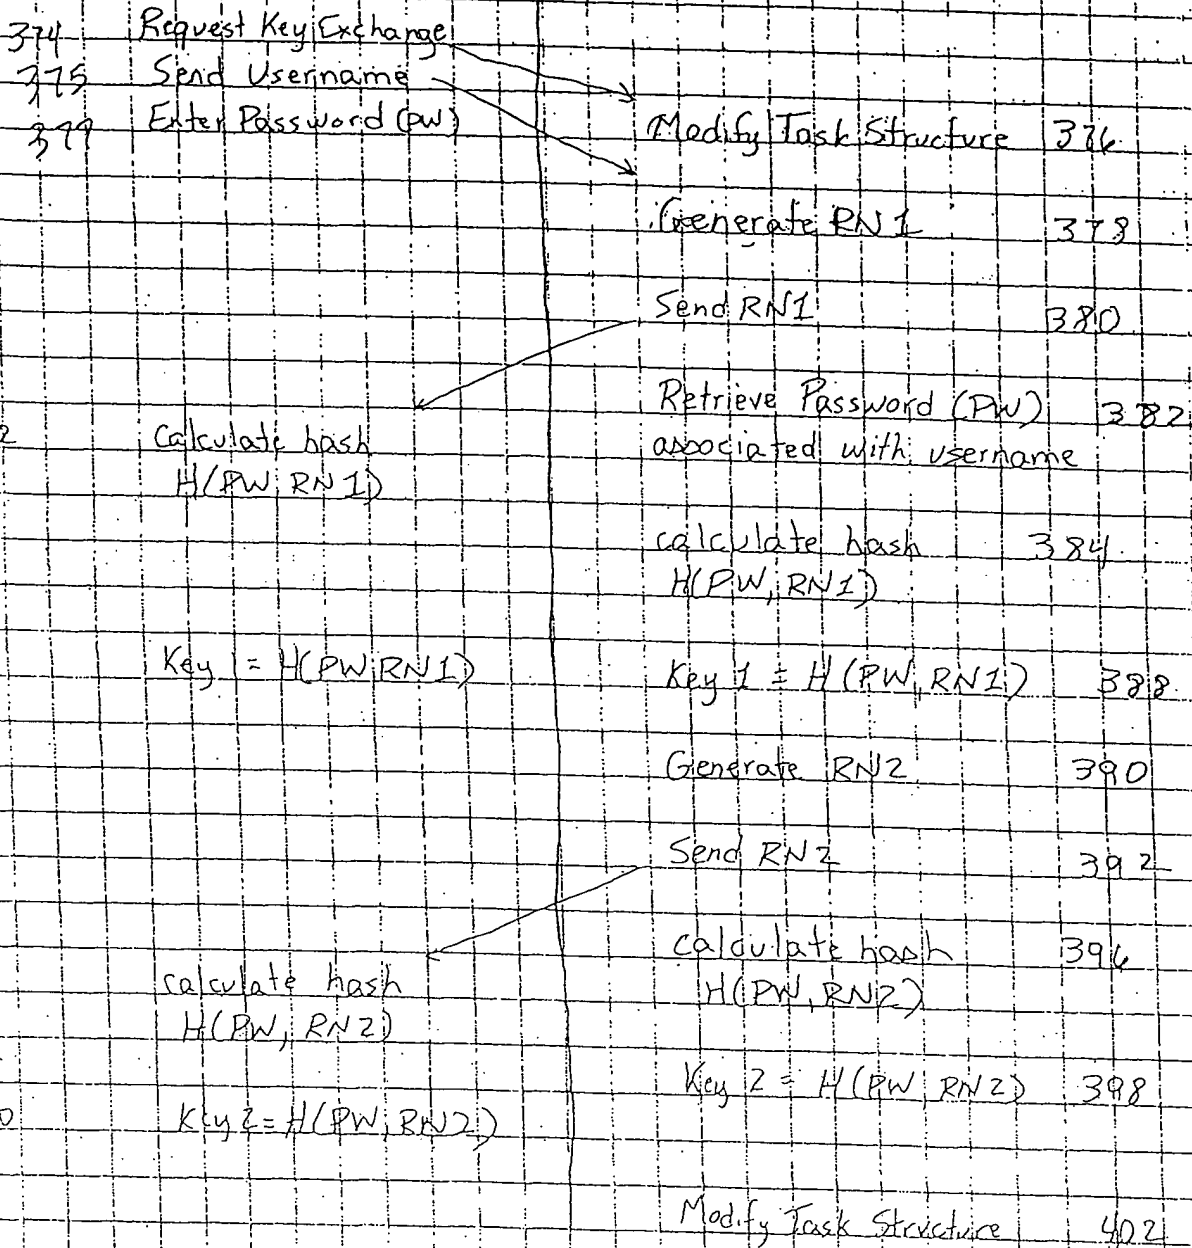 374 Request Key Exchange
375 Send Username
Enter Password (PW)
Modify Task Structure 376
Generate RN1 378
Send RN1 380
Retrieve Password (PW) 382
associated with username
2 calculate hash
H(PW, RN1)
calculate hash 384
H(PW, RN1)
Key 1 = H(PW, RN1)
Key 1 = H(PW, RN1) 388
Generate RN2 390
Send RN2 392
calculate hash
H(PW, RN2)
calculate hash
H(PW, RN2)
Key 2 = H(PW, RN2) 398
0 Key 2 = H(PW, RN2)
Modify Task Structure 402